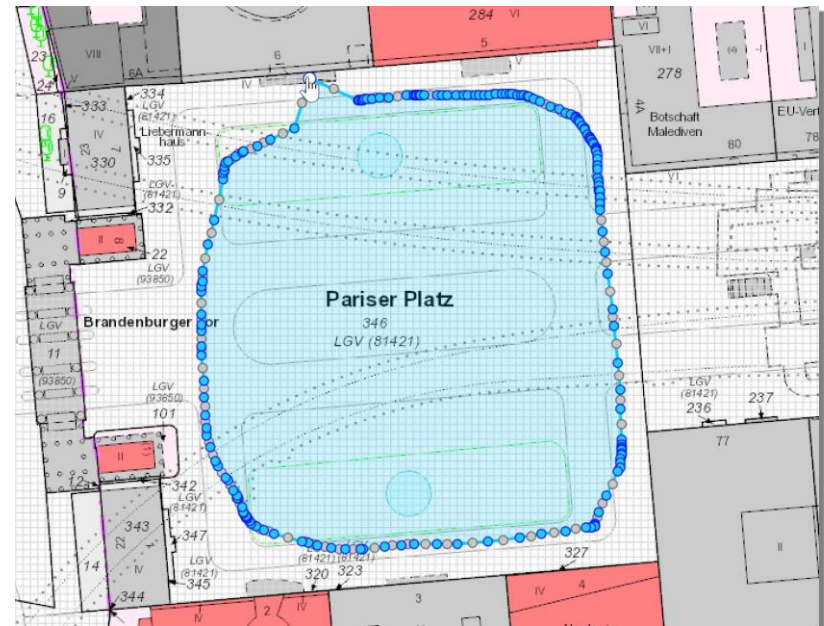 284 VI
VI
VIII
6A
6
5
VII+I
278
4A
Botschaft
Malediven
80
EU-Vert
78
23
24
V
IV
V
334
LGV
(81421)
333
16
IV
Liebermann-
haus
23
7
330
335
9
LGV
(81421)
332
VI
II
8
22
LGV
(93850)
Pariser Platz
346
LGV (81421)
Brandenburger or
LGV
11
(93850)
LGV
(93850)
101
LGV
(81421)
236
237
77
II
II
12
342
LGV
(81421)
343
22
IV
347
14
LGV
(81421)
345
344
LGV
(81421)
(81421)
320
323
327
IV
2
IV
3
IV
4